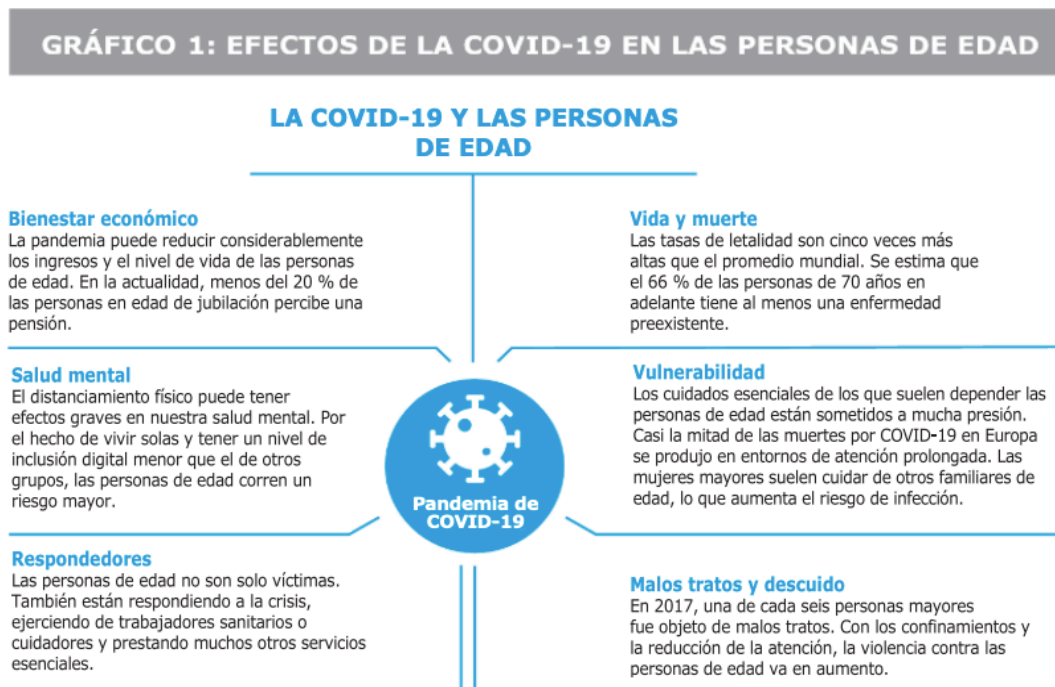 GRÁFICO 1: EFECTOS DE LA COVID-19 EN LAS PERSONAS DE EDAD
LA COVID-19 Y LAS PERSONAS
DE EDAD
Bienestar económico
La pandemia puede reducir considerablemente
los ingresos y el nivel de vida de las personas
de edad. En la actualidad, menos del 20 % de
las personas en edad de jubilación percibe una
pensión.
Salud mental
El distanciamiento físico puede tener
efectos graves en nuestra salud mental. Por
el hecho de vivir solas y tener un nivel de
inclusión digital menor que el de otros
grupos, las personas de edad corren un
riesgo mayor.
Respondedores
Las personas de edad no son solo víctimas.
También están respondiendo a la crisis,
ejerciendo de trabajadores sanitarios o
cuidadores y prestando muchos otros servicios
esenciales.
Pandemia de
COVID-19
Vida y muerte
Las tasas de letalidad son cinco veces más
altas que el promedio mundial. Se estima que
el 66 % de las personas de 70 años en
adelante tiene al menos una enfermedad
preexistente.
Vulnerabilidad
Los cuidados esenciales de los que suelen depender las
personas de edad están sometidos a mucha presión.
Casi la mitad de las muertes por COVID-19 en Europa
se produjo en entornos de atención prolongada. Las
mujeres mayores suelen cuidar de otros familiares de
edad, lo que aumenta el riesgo de infección.
Malos tratos y descuido
En 2017, una de cada seis personas mayores
fue objeto de malos tratos. Con los confinamientos y
la reducción de la atención, la violencia contra las
personas de edad va en aumento.